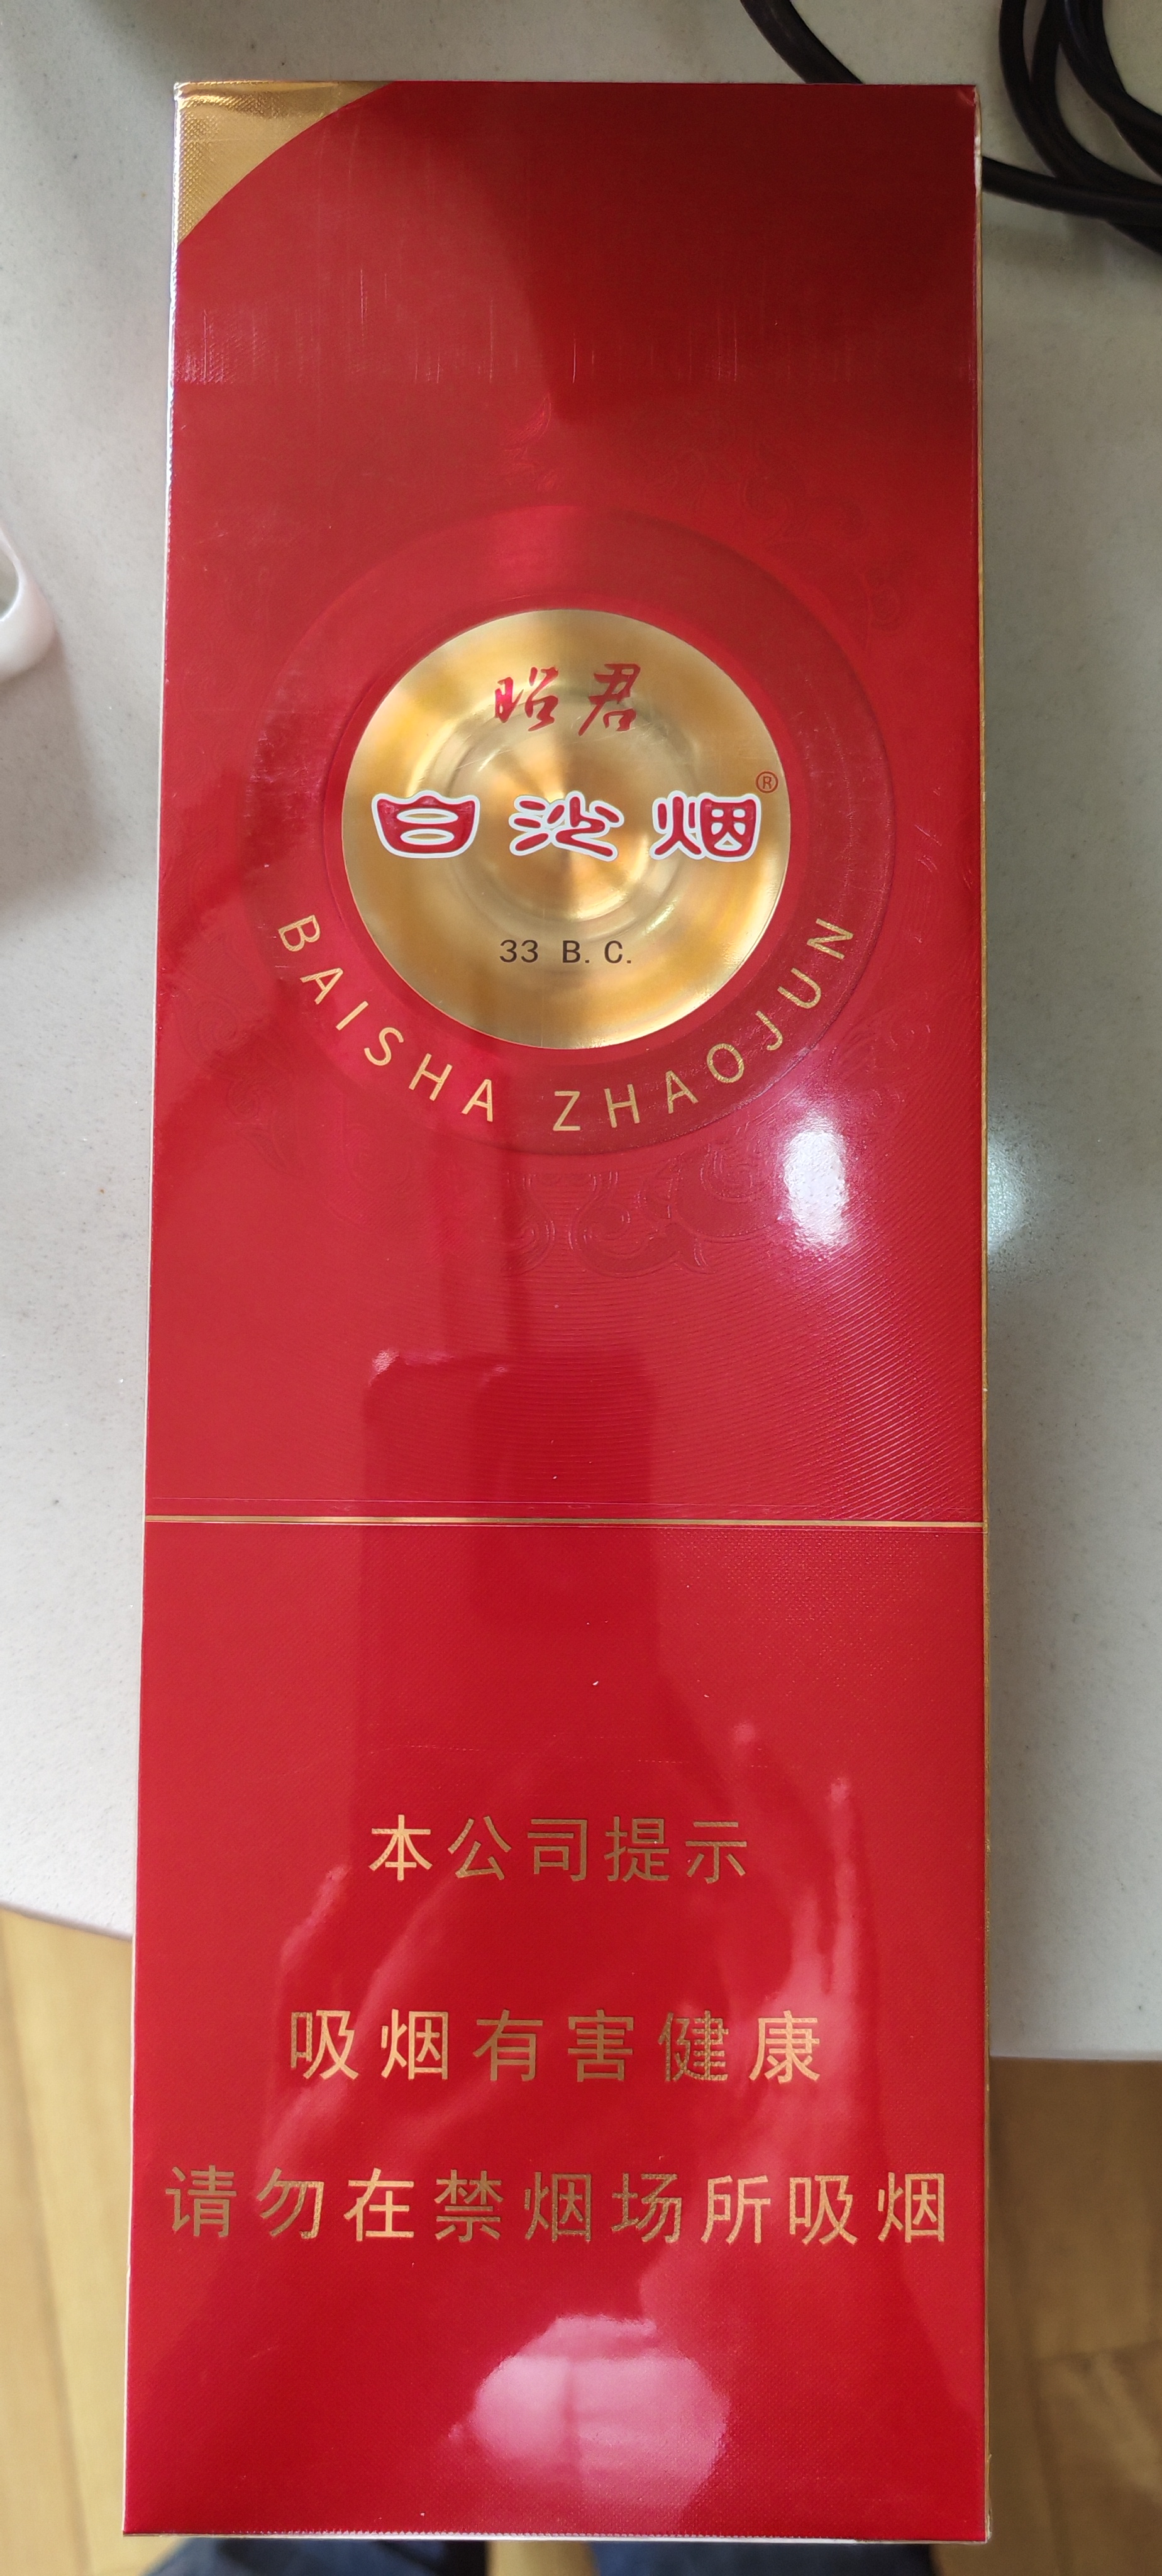 昭君
白沙烟®
33 B.C.
BAISHA ZHAOJUN
本公司提示
吸烟有害健康
请勿在禁烟场所吸烟